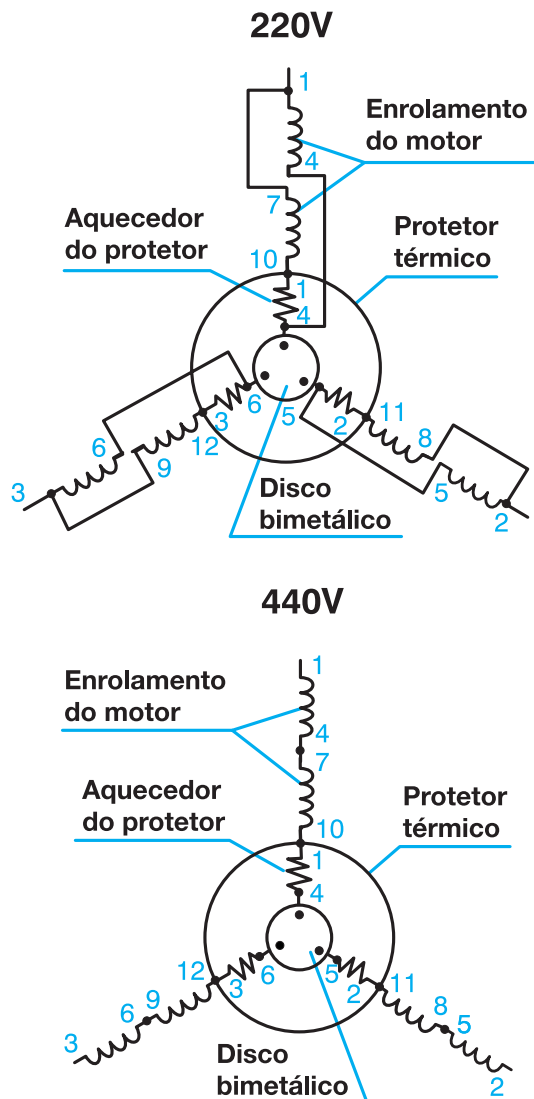 220V
1
Enrolamento
do motor
4
7
Aquecedor
do protetor
Protetor
térmico
10
1
4
6
5
3
2
11
12
6
9
8
5
3
2
Disco
bimetálico
440V
1
Enrolamento
do motor
4
7
Aquecedor
do protetor
Protetor
térmico
10
1
4
12
6
5
11
3
2
9
6
8
5
3
2
Disco
bimetálico